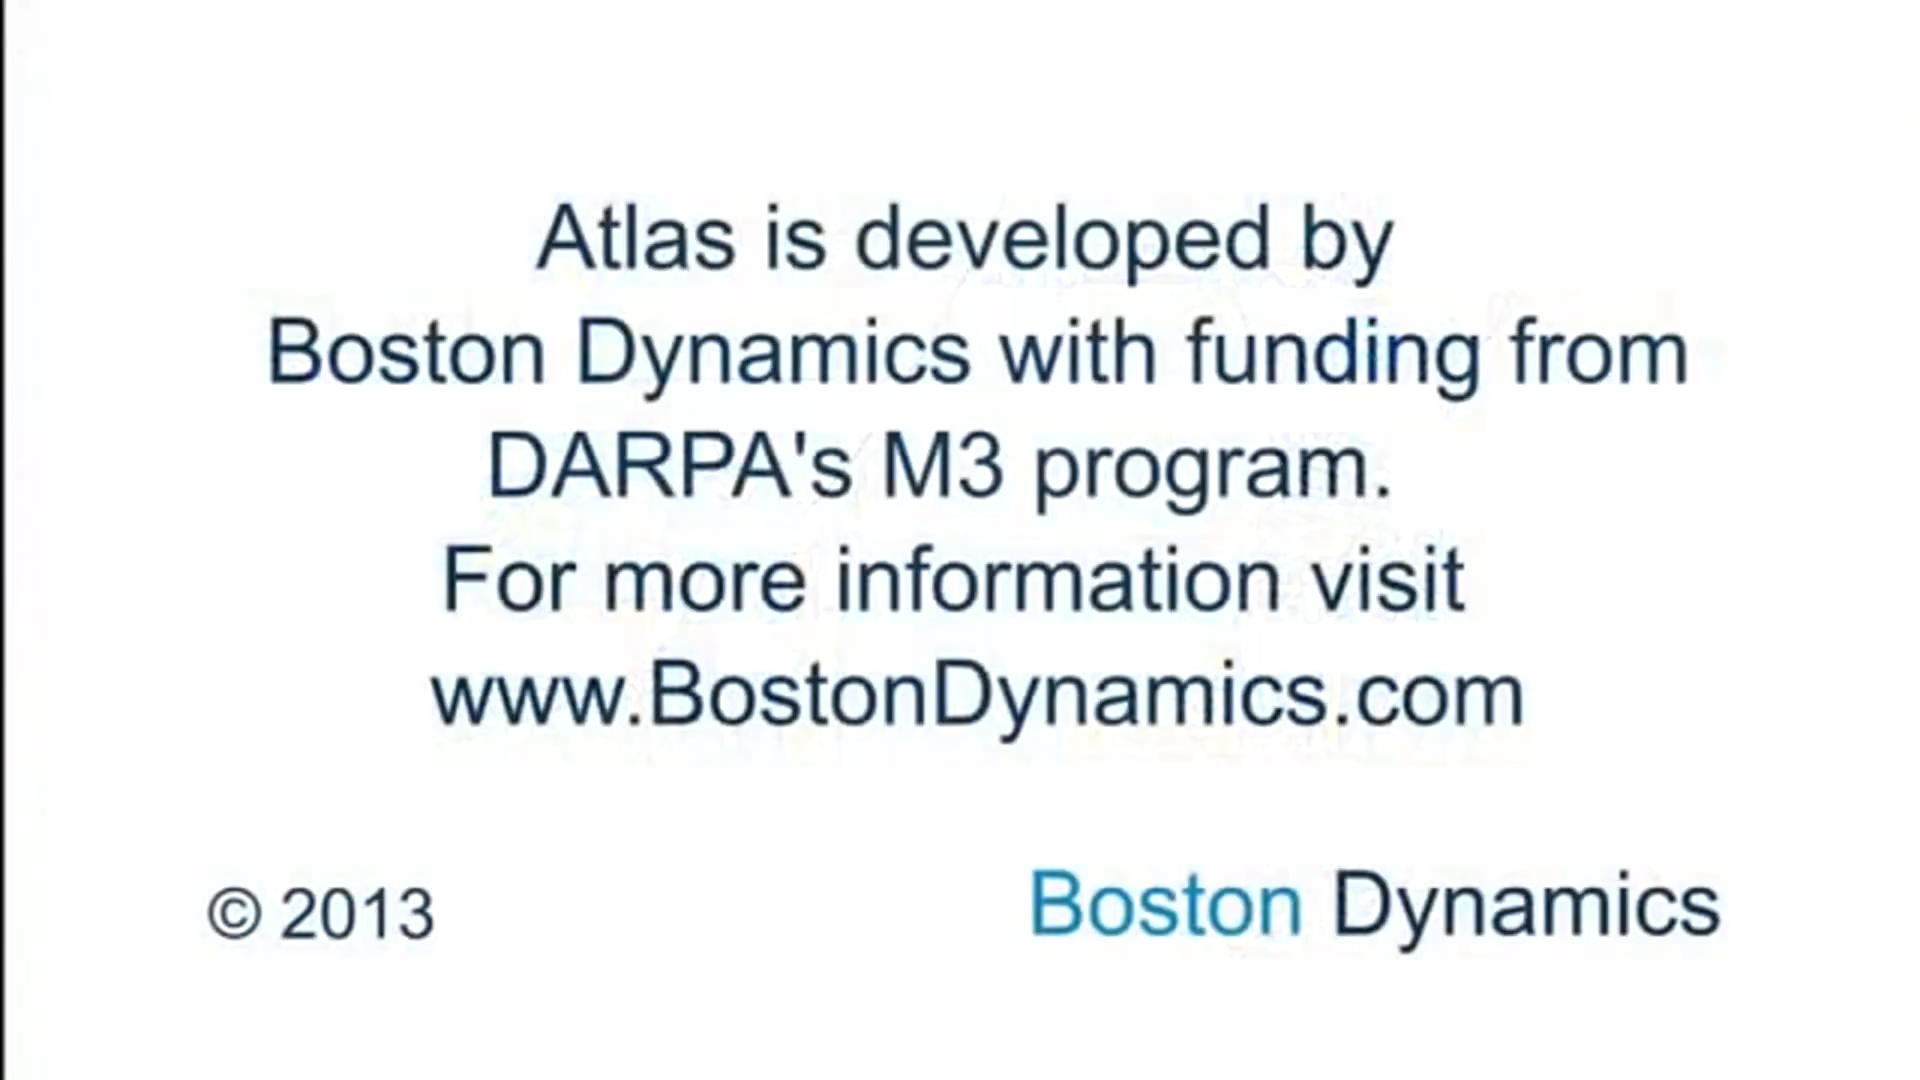 Atlas is developed by
Boston Dynamics with funding from
DARPA's M3 program.
For more information visit
www.BostonDynamics.com
© 2013
Boston Dynamics